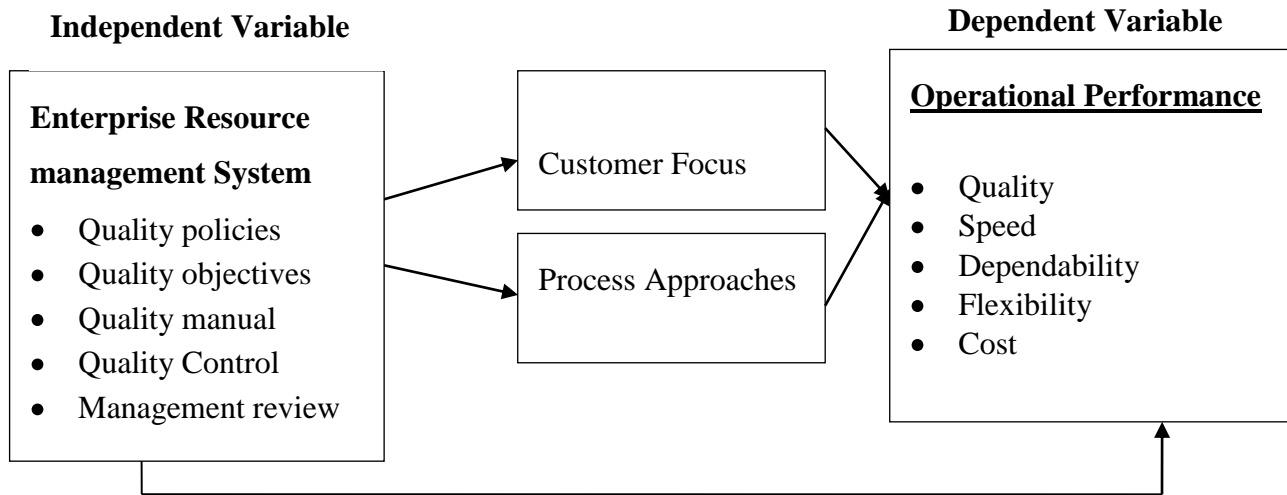 Independent Variable
Enterprise Resource
management System
• Quality policies
• Quality objectives
• Quality manual
• Quality Control
• Management review
Customer Focus
Process Approaches
Dependent Variable
Operational Performance
• Quality
• Speed
• Dependability
• Flexibility
• Cost